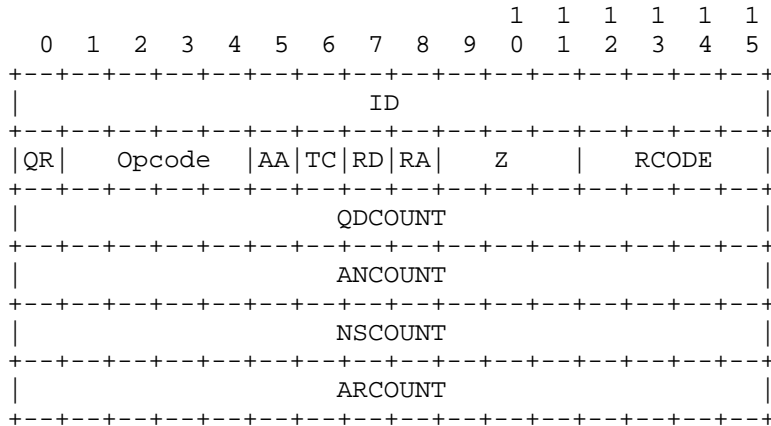 1  1  1  1  1  1
  0  1  2  3  4  5  6  7  8  9  0  1  2  3  4  5
+--+--+--+--+--+--+--+--+--+--+--+--+--+--+--+--+
|                      ID                       |
+--+--+--+--+--+--+--+--+--+--+--+--+--+--+--+--+
|QR|   Opcode  |AA|TC|RD|RA|   Z    |   RCODE   |
+--+--+--+--+--+--+--+--+--+--+--+--+--+--+--+--+
|                    QDCOUNT                    |
+--+--+--+--+--+--+--+--+--+--+--+--+--+--+--+--+
|                    ANCOUNT                    |
+--+--+--+--+--+--+--+--+--+--+--+--+--+--+--+--+
|                    NSCOUNT                    |
+--+--+--+--+--+--+--+--+--+--+--+--+--+--+--+--+
|                    ARCOUNT                    |
+--+--+--+--+--+--+--+--+--+--+--+--+--+--+--+--+